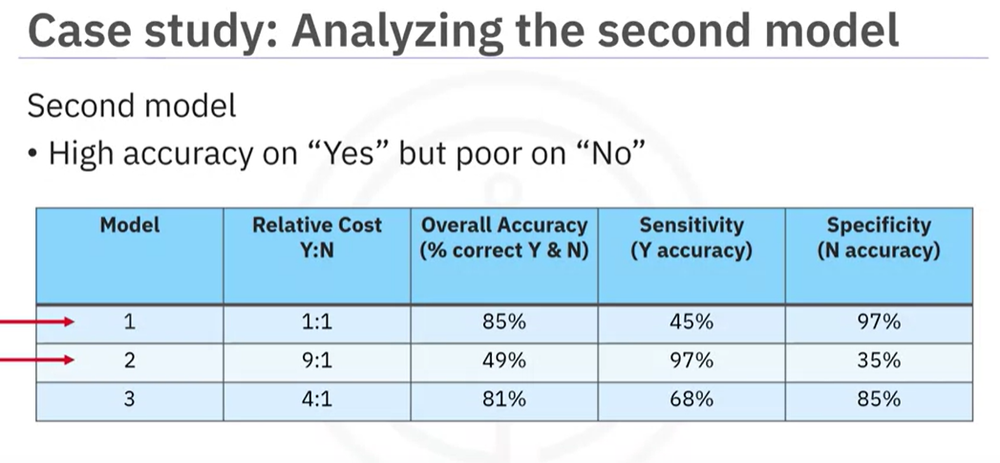 Case study: Analyzing the second model
Second model
• High accuracy on “Yes” but poor on “No”
Model Relative Cost Overall Accuracy Sensitivity Specificity
Y:N (% correct Y & N) (Y accuracy) (N accuracy)
1 1:1 85% 45% 97%
2 9:1 49% 97% 35%
3 4:1 81% 68% 85%